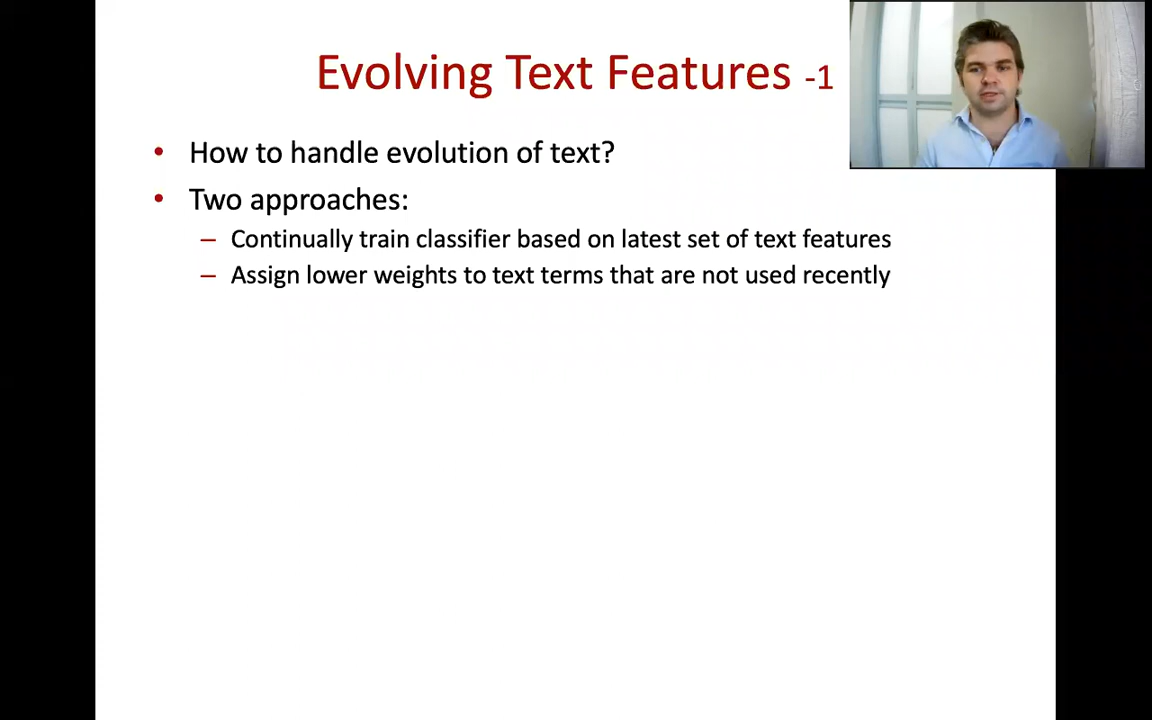 Evolving Text Features -1
• How to handle evolution of text?
• Two approaches:
– Continually train classifier based on latest set of text features
– Assign lower weights to text terms that are not used recently